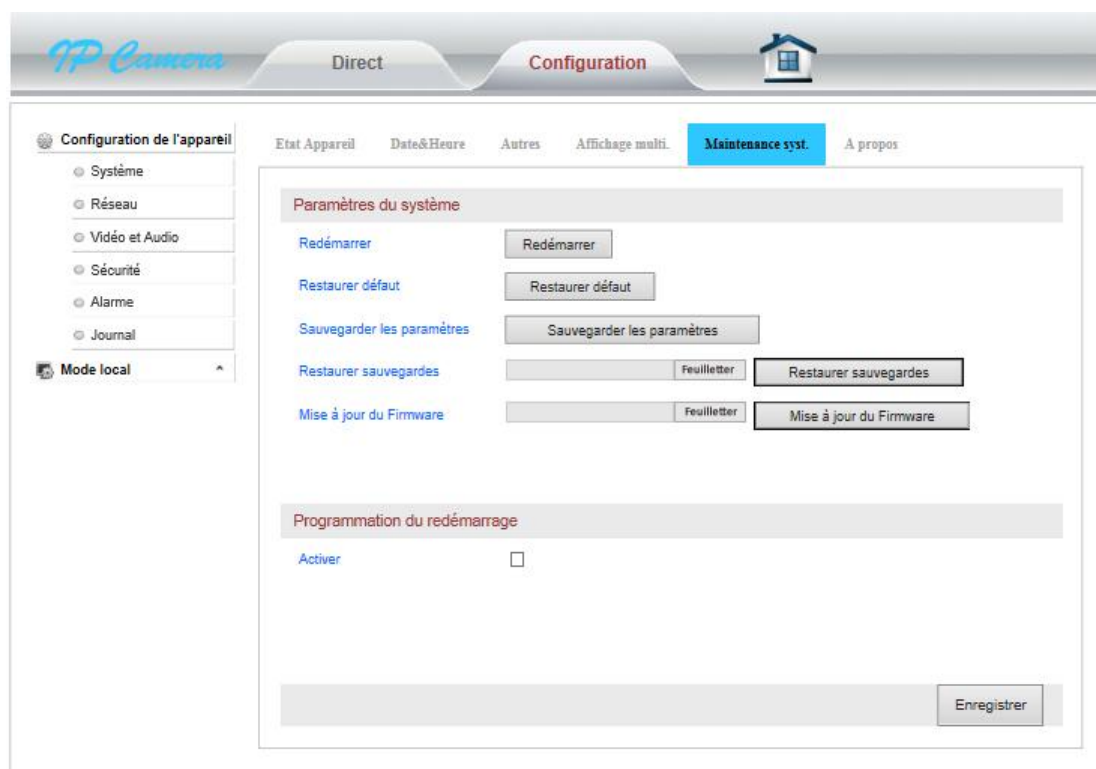 IP Camera Direct Configuration
Configuration de l'appareil
Système
Réseau
Vidéo et Audio
Sécurité
Alarme
Journal
Mode local
Etat Appareil Date&Heure Autres Affichage multi. Maintenance syst. A propos
Paramètres du système
Redémarrer Redémarrer
Restaurer défaut Restaurer défaut
Sauvegarder les paramétres Sauvegarder les paramètres
Restaurer sauvegardes Feuilletter Restaurer sauvegardes
Mise à jour du Firmware Feuilletter Mise à jour du Firmware
Programmation du redémarrage
Activer
Enregistrer